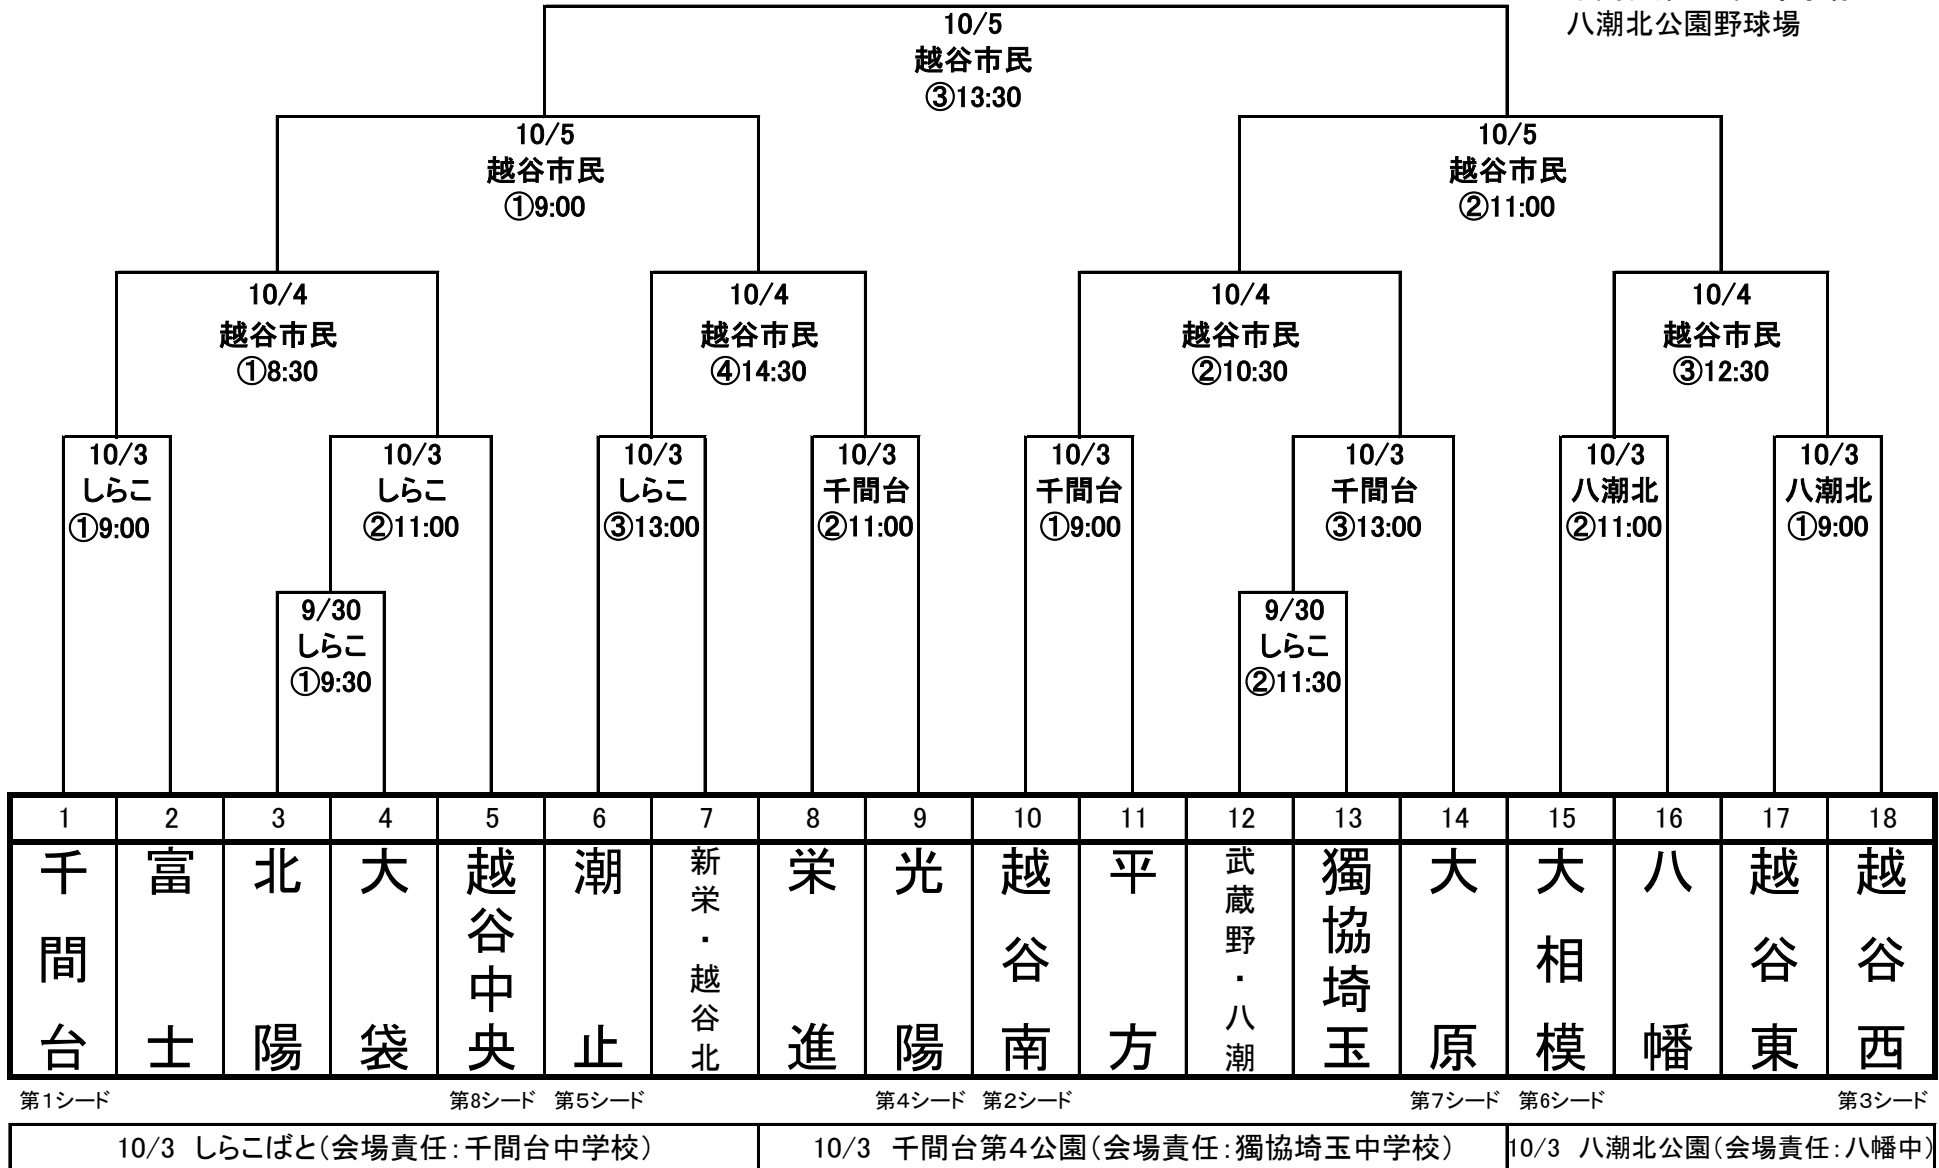 八潮北公園野球場
10/5
越谷市民
③13:30
10/5
越谷市民
①9:00
10/5
越谷市民
②11:00
10/4
越谷市民
①8:30
10/4
越谷市民
④14:30
10/4
越谷市民
②10:30
10/4
越谷市民
③12:30
10/3
しらこ
①9:00
10/3
しらこ
②11:00
10/3
しらこ
③13:00
10/3
千間台
②11:00
10/3
千間台
①9:00
10/3
千間台
③13:00
10/3
八潮北
②11:00
10/3
八潮北
①9:00
9/30
しらこ
①9:30
9/30
しらこ
②11:30
1 2 3 4 5 6 7 8 9 10 11 12 13 14 15 16 17 18
千間台
富士
北陽
大袋
越谷中央
潮止
新栄・越谷北
栄進
光陽
越谷南
平方
武蔵野・八潮
獨協埼玉
大原
大相模
八幡
越谷東
越谷西
第1シード 第8シード 第5シード 第4シード 第2シード 第7シード 第6シード 第3シード
10/3 しらこばと(会場責任:千間台中学校) 10/3 千間台第4公園(会場責任:獨協埼玉中学校) 10/3 八潮北公園(会場責任:八幡中)